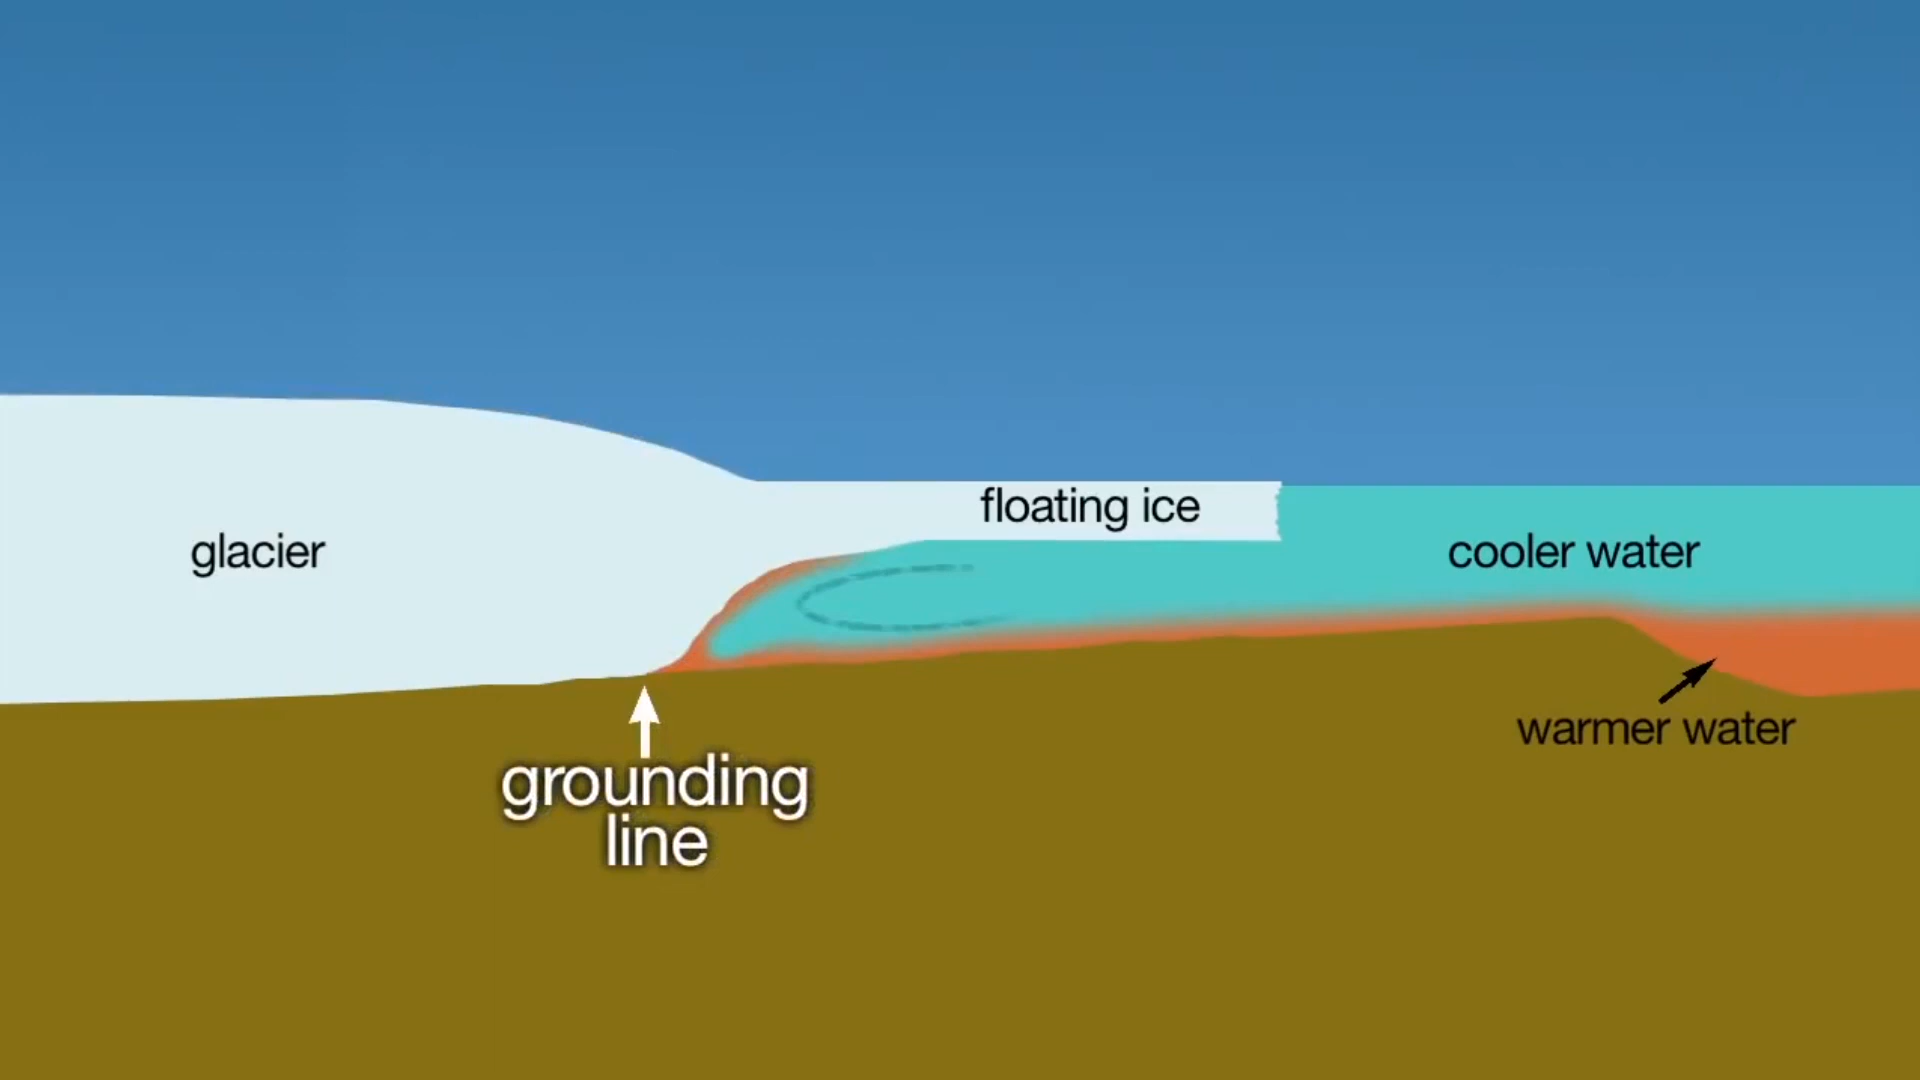 floating ice
glacier
cooler water
warmer water
grounding
line